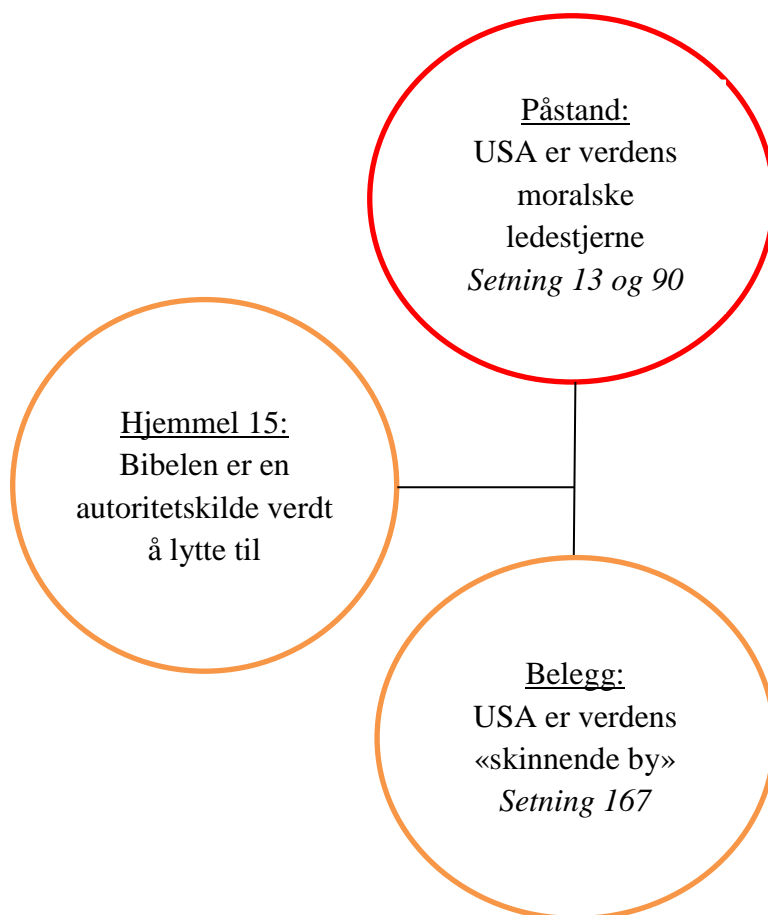 Påstand:
USA er verdens
moralske
ledestjerne
Setning 13 og 90
Hjemmel 15:
Bibelen er en
autoritetskilde verdt
å lytte til
Belegg:
USA er verdens
«skinnende by»
Setning 167